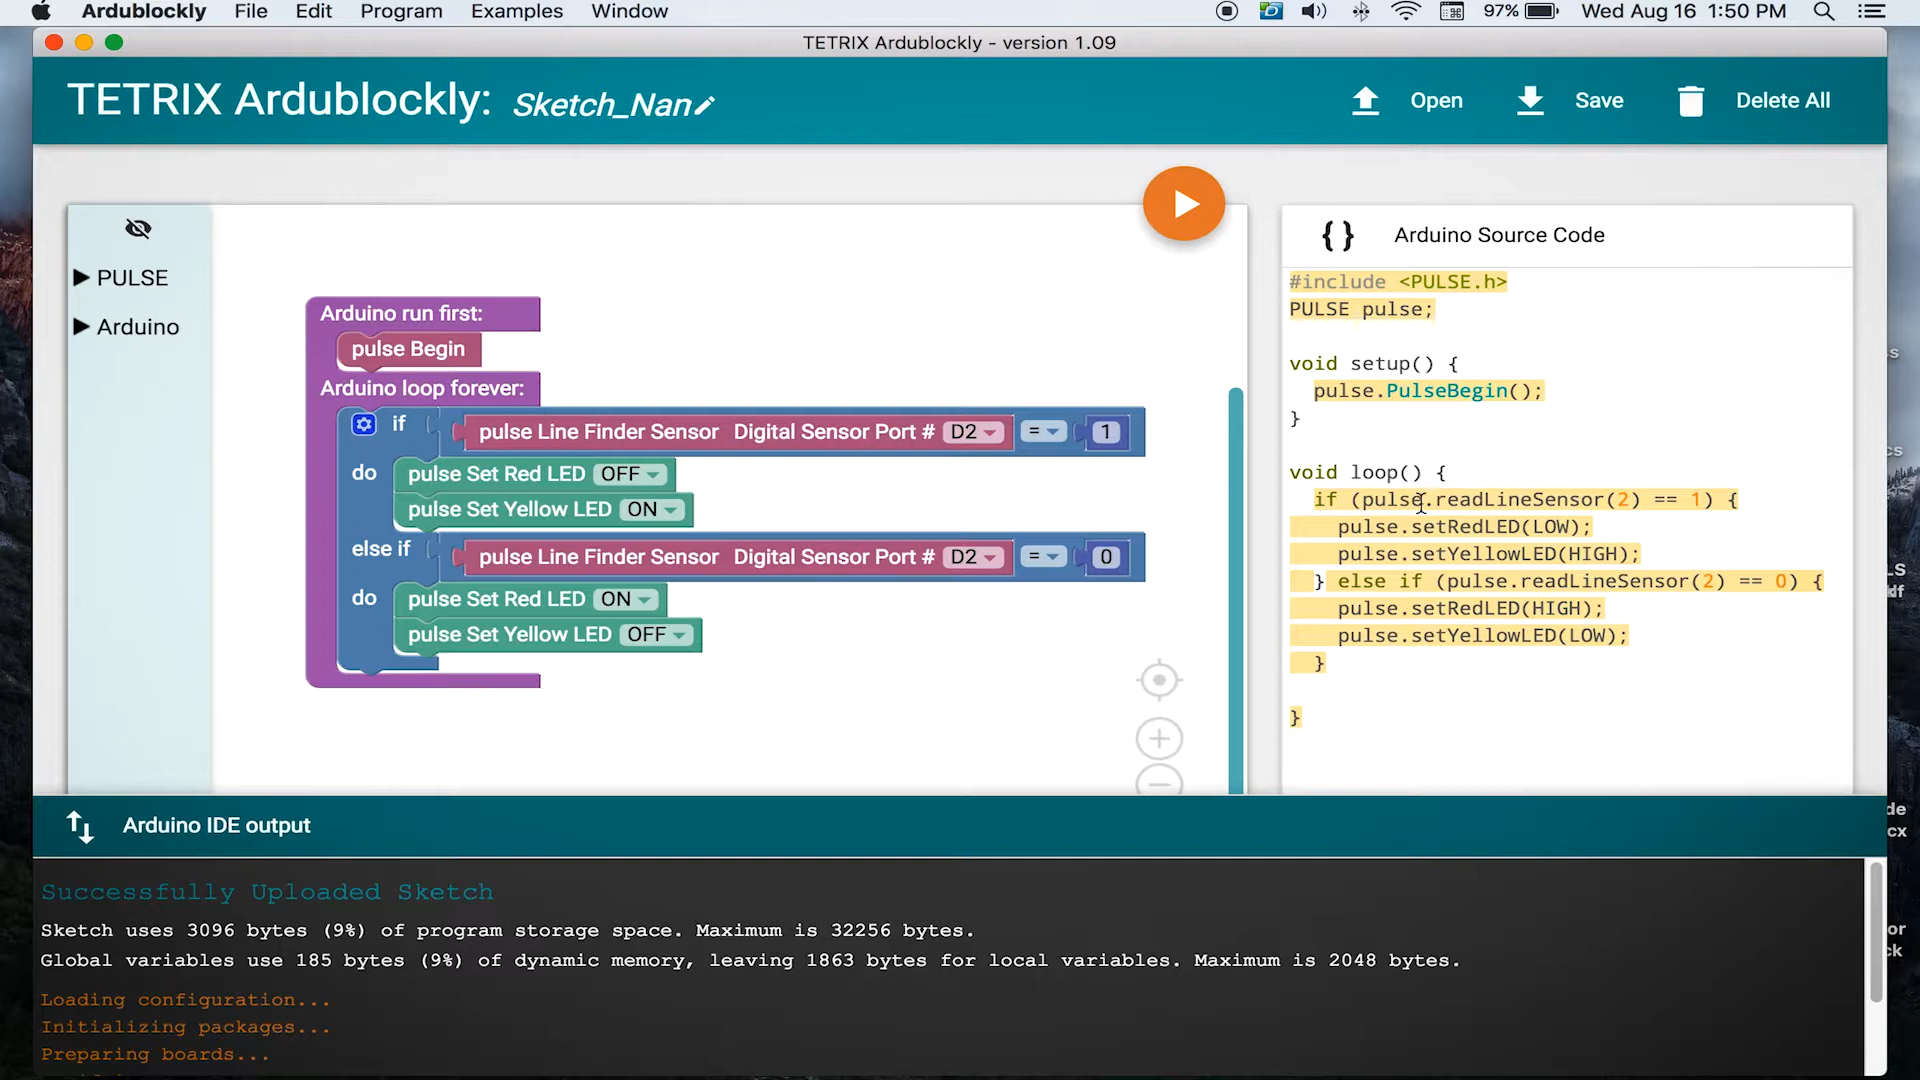 Ardublockly File Edit Program Examples Window 97% Wed Aug 16 1:50 PM
TETRIX Ardublockly - version 1.09
TETRIX Ardublockly: Sketch_Nan
Open Save Delete All
PULSE
Arduino
Arduino run first:
pulse Begin
Arduino loop forever:
if pulse Line Finder Sensor Digital Sensor Port # D2 = 1
do pulse Set Red LED OFF
pulse Set Yellow LED ON
else if pulse Line Finder Sensor Digital Sensor Port # D2 = 0
do pulse Set Red LED ON
pulse Set Yellow LED OFF
{ } Arduino Source Code
#include <PULSE.h>
PULSE pulse;
void setup() {
pulse.PulseBegin();
}
void loop() {
if (pulse.readLineSensor(2) == 1) {
pulse.setRedLED(LOW);
pulse.setYellowLED(HIGH);
} else if (pulse.readLineSensor(2) == 0) {
pulse.setRedLED(HIGH);
pulse.setYellowLED(LOW);
}
}
Arduino IDE output
Successfully Uploaded Sketch
Sketch uses 3096 bytes (9%) of program storage space. Maximum is 32256 bytes.
Global variables use 185 bytes (9%) of dynamic memory, leaving 1863 bytes for local variables. Maximum is 2048 bytes.
Loading configuration...
Initializing packages...
Preparing boards...